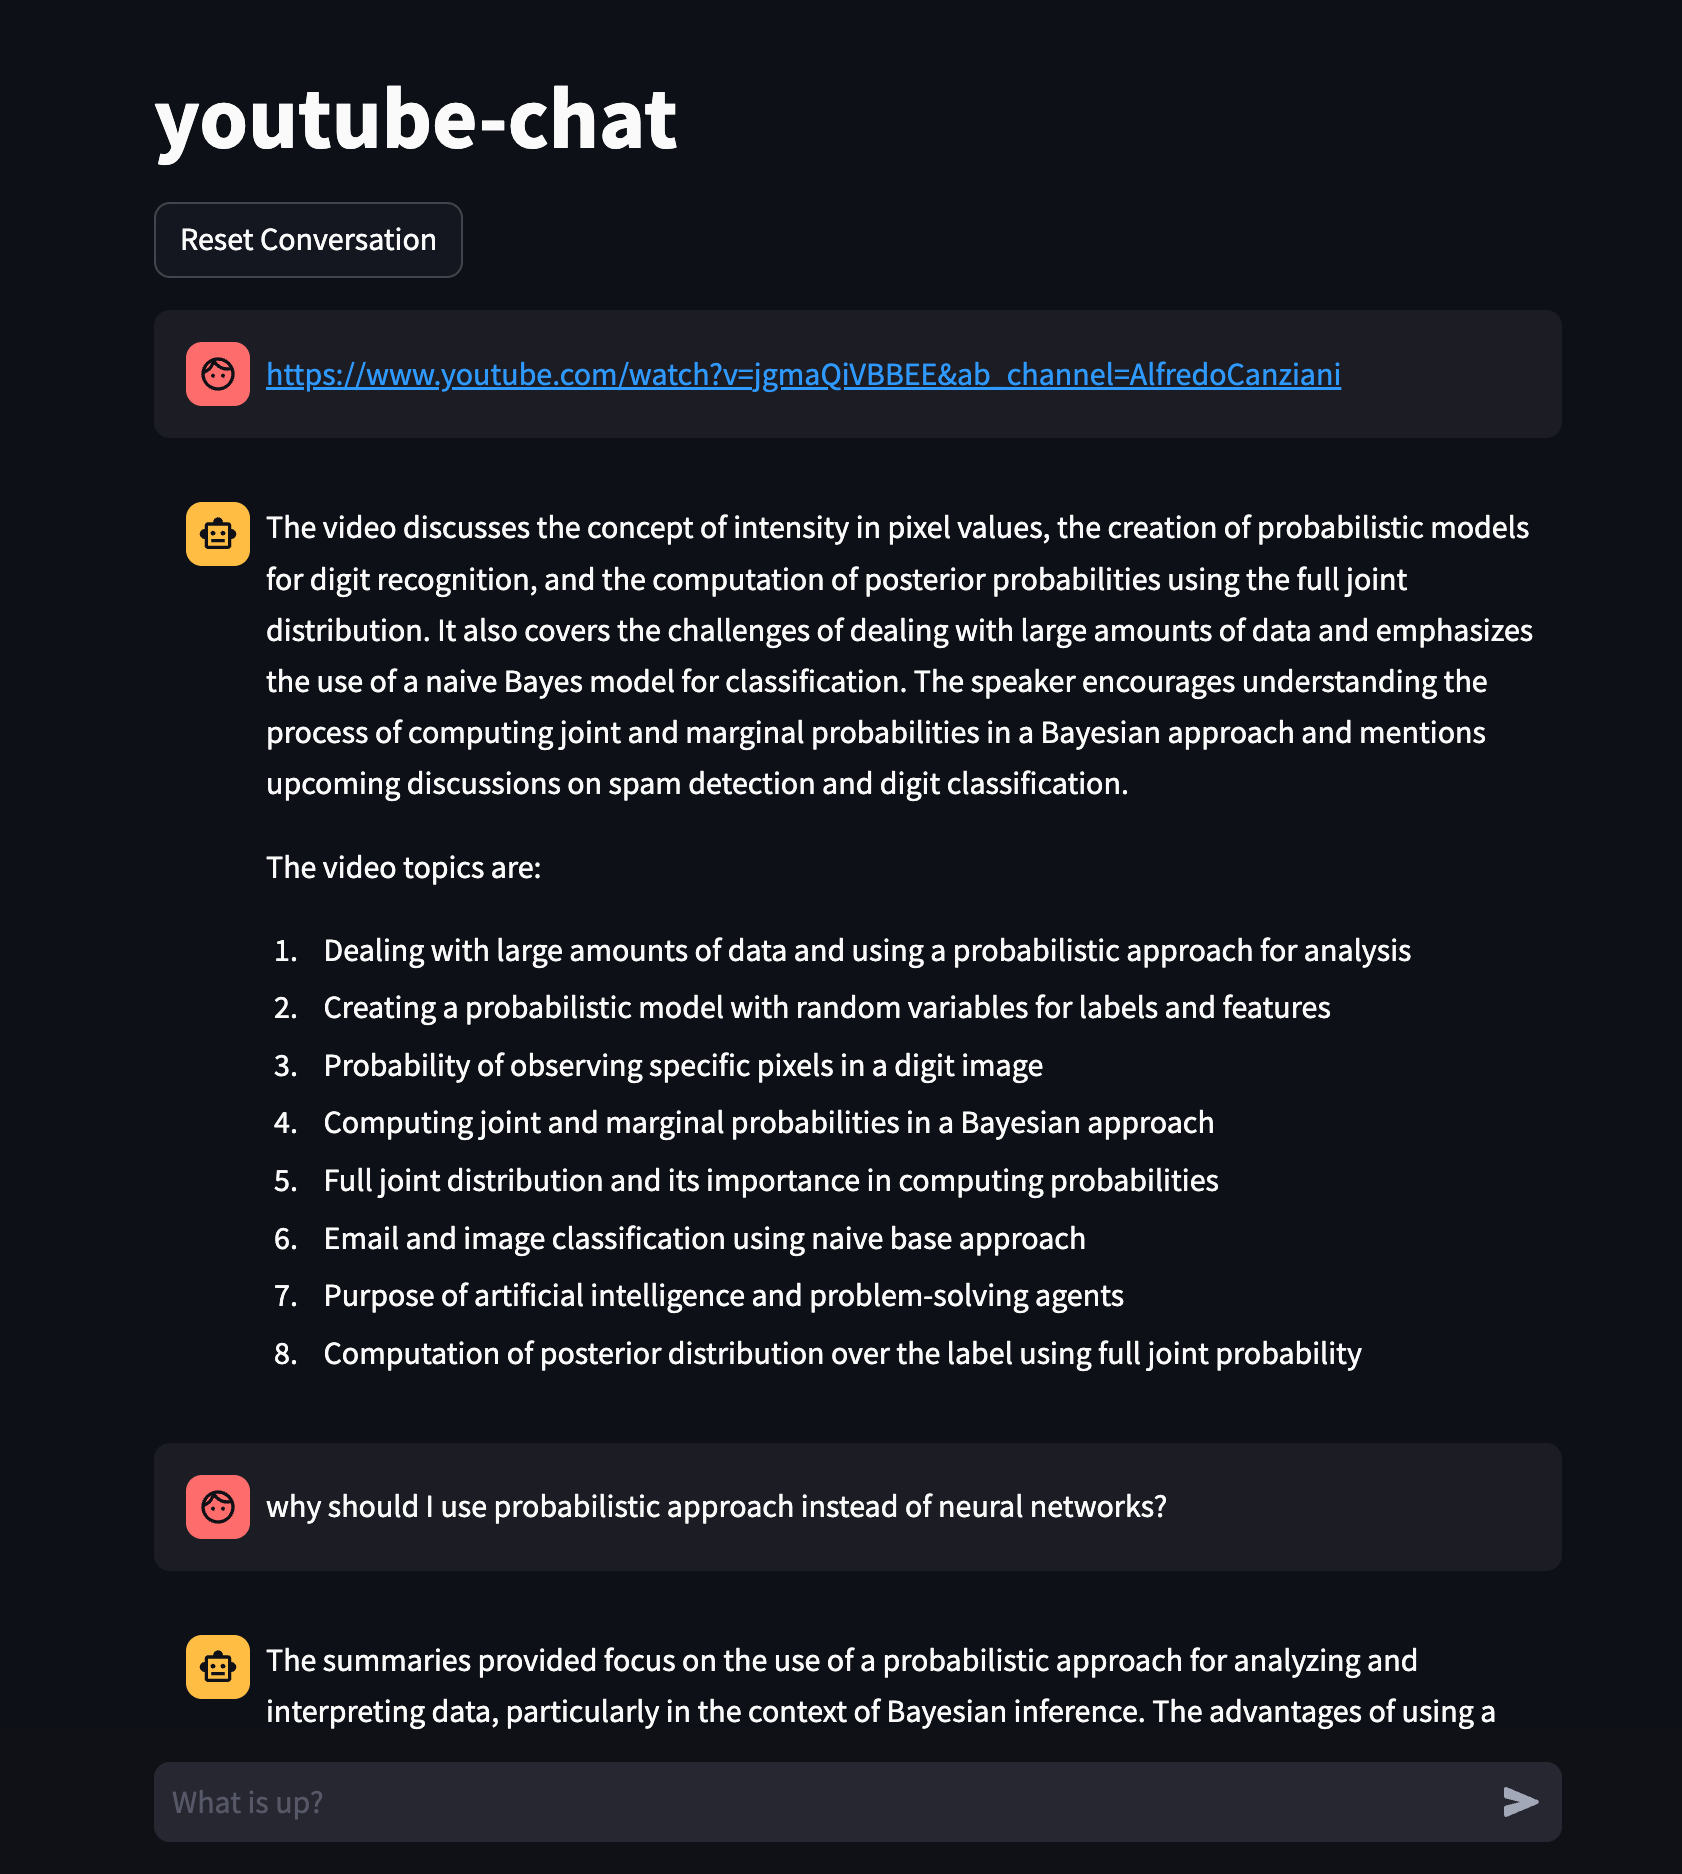 youtube-chat
Reset Conversation
https://www.youtube.com/watch?v=jgmaQiVBBEE&ab_channel=AlfredoCanziani
The video discusses the concept of intensity in pixel values, the creation of probabilistic models
for digit recognition, and the computation of posterior probabilities using the full joint
distribution. It also covers the challenges of dealing with large amounts of data and emphasizes
the use of a naive Bayes model for classification. The speaker encourages understanding the
process of computing joint and marginal probabilities in a Bayesian approach and mentions
upcoming discussions on spam detection and digit classification.
The video topics are:
1. Dealing with large amounts of data and using a probabilistic approach for analysis
2. Creating a probabilistic model with random variables for labels and features
3. Probability of observing specific pixels in a digit image
4. Computing joint and marginal probabilities in a Bayesian approach
5. Full joint distribution and its importance in computing probabilities
6. Email and image classification using naive base approach
7. Purpose of artificial intelligence and problem-solving agents
8. Computation of posterior distribution over the label using full joint probability
why should I use probabilistic approach instead of neural networks?
The summaries provided focus on the use of a probabilistic approach for analyzing and
interpreting data, particularly in the context of Bayesian inference. The advantages of using a
What is up?